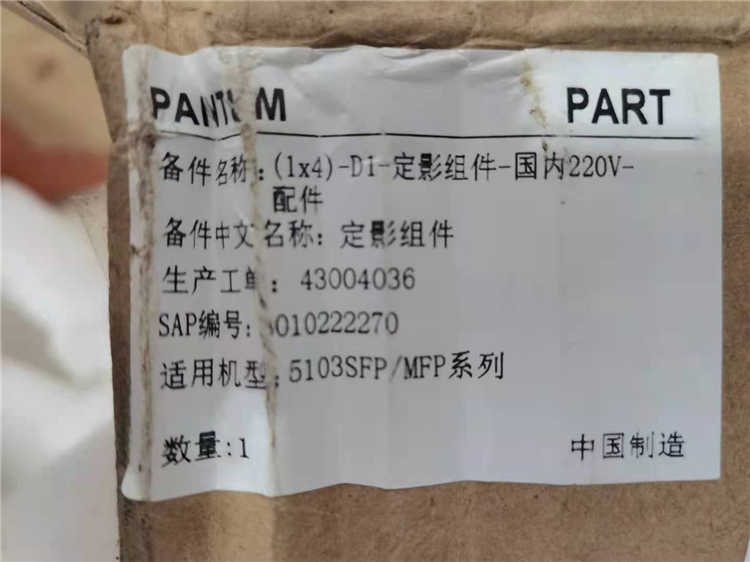 PANTUM PART
备件名称:(1x4)-D1-定影组件-国内220V-
配件
备件中文名称: 定影组件
生产工单: 43004036
SAP编号:
适用机型:5103SFP/MFP系列
数量:1 中国制造